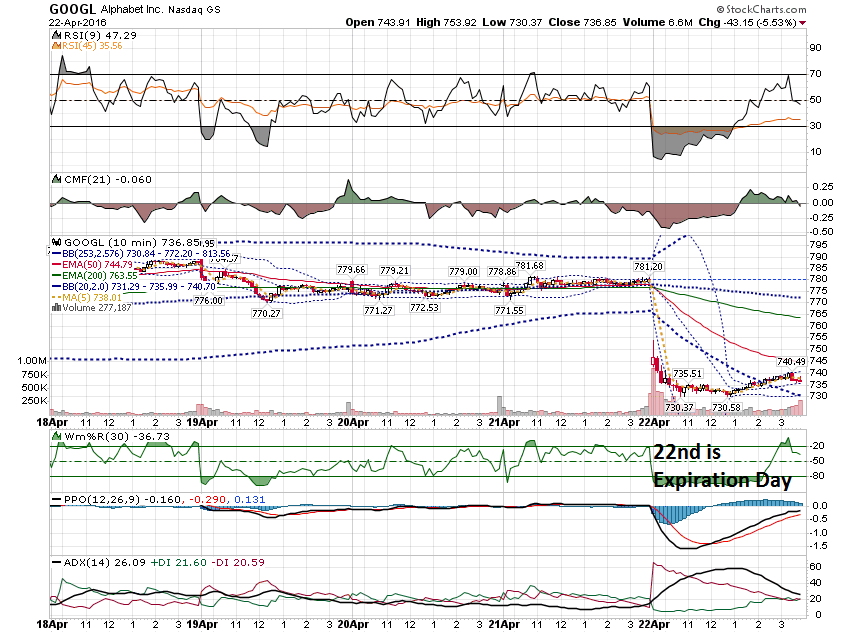 GOOGL Alphabet Inc. Nasdaq GS
© StockCharts.com
22-Apr-2016
Open 743.91 High 753.92 Low 730.37 Close 736.85 Volume 6.6M Chg -43.15 (-5.53%)
RSI(9) 47.29
RSI(45) 35.56
90
70
50
30
10
CMF(21) -0.060
0.25
0.00
-0.25
-0.50
GOOGL (10 min) 736.85
BB(253,2.576) 730.84 - 772.20 - 813.56
EMA(50) 744.79
EMA(200) 763.55
BB(20,2.0) 731.29 - 735.99 - 740.70
MA(5) 738.01
Volume 277,187
795
790
785
780
775
770
765
760
755
750
745
740
735
730
1.00M
750K
500K
250K
776.00
770.27
779.66
771.27
779.21
772.53
779.00
778.86
771.55
781.68
781.20
735.51
730.37
730.58
740.49
18Apr 11 12 1 2 3 19Apr 11 12 1 2 3 20Apr 11 12 1 2 3 21Apr 11 12 1 2 3 22Apr 11 12 1 2 3
Wm%R(30) -36.73
-20
-50
-80
22nd is
Expiration Day
PPO(12,26,9) -0.160, -0.290, 0.131
0.0
-0.5
-1.0
-1.5
ADX(14) 26.09 +DI 21.60 -DI 20.59
60
40
20
0
18Apr 11 12 1 2 3 19Apr 11 12 1 2 3 20Apr 11 12 1 2 3 21Apr 11 12 1 2 3 22Apr 11 12 1 2 3